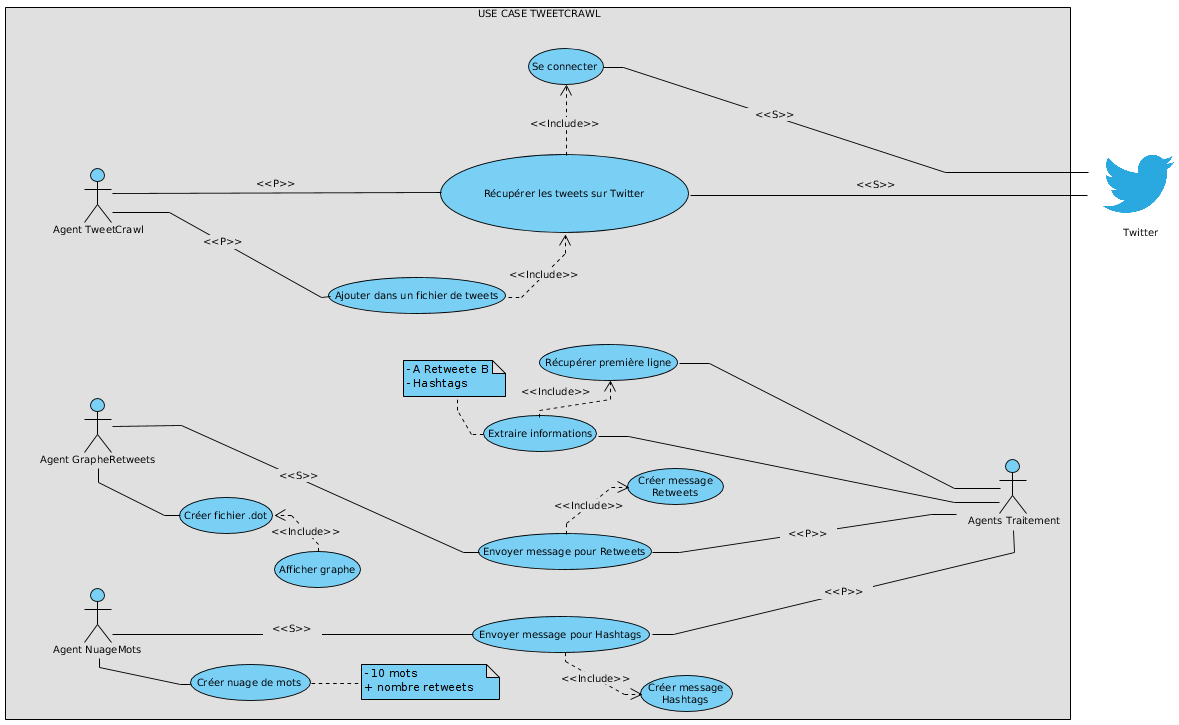 USE CASE TWEETCRAWL
Se connecter
<<S>>
<<Include>>
<<P>>
Récupérer les tweets sur Twitter
<<S>>
Agent TweetCrawl
Twitter
<<P>>
<<Include>>
Ajouter dans un fichier de tweets
Récupérer première ligne
- A Retweete B
- Hashtags
<<Include>>
Extraire informations
Agent GrapheRetweets
<<S>>
Créer message
Retweets
<<Include>>
Agents Traitement
Créer fichier .dot
<<Include>>
<<P>>
Envoyer message pour Retweets
Afficher graphe
<<P>>
<<S>>
Envoyer message pour Hashtags
Agent NuageMots
- 10 mots
+ nombre retweets
<<Include>>
Créer nuage de mots
Créer message
Hashtags